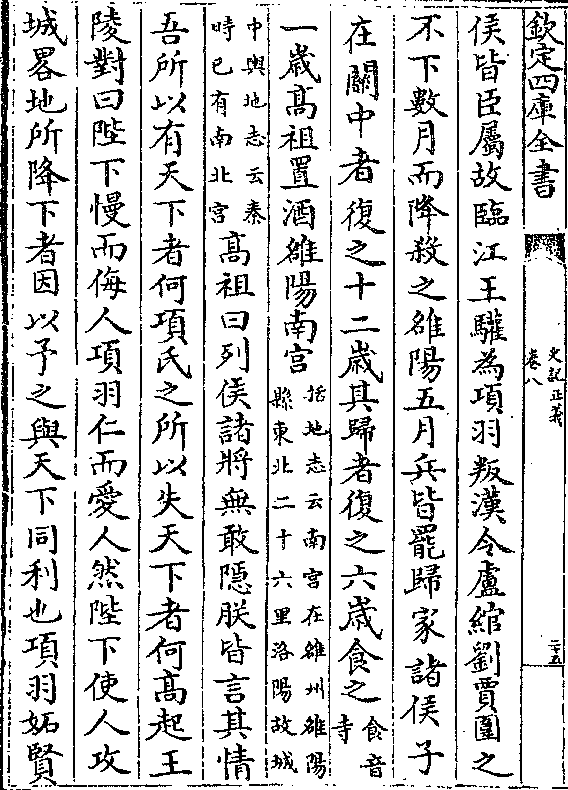 欽定四庫全書
史記正義
卷八
二十五
侯皆臣屬故臨江王驩為項羽叛漢令盧綰劉賈圍之
不下數月而降殺之雒陽五月兵皆罷歸家諸侯子
在關中者復之十二歲其歸者復之六歲食之
食音
寺
一歲髙祖置酒雒陽南宫
括地志云南宫在雒州雒陽
縣東北二十六里洛陽故城
中輿地志云秦
時已有南北宫
髙祖曰列侯諸將無敢隠朕皆言其情
吾所以有天下者何項氏之所以失天下者何髙起王
陵對曰陛下慢而侮人項羽仁而愛人然陛下使人攻
城畧地所降下者因以予之與天下同利也項羽妬賢